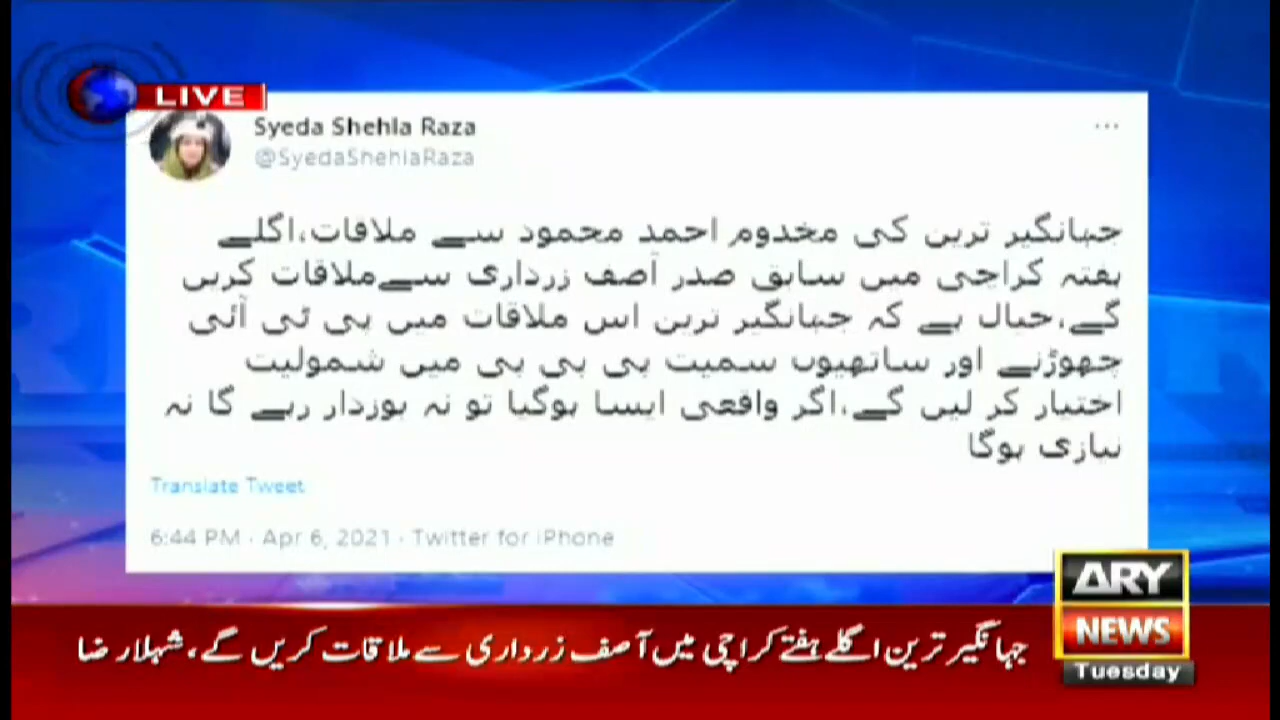 LIVE
Syeda Shehla Raza
@SyedaShehlaRaza
جہانگیر ترین کی مخدوم احمد محمود سے ملاقات،اگلے
ہفتہ کراچی میں سابق صدر آصف زرداری سےملاقات کریں
گے،خیال ہے کہ جہانگیر ترین اس ملاقات میں پی ٹی آئی
چھوڑنے اور ساتھیوں سمیت پی پی پی میں شمولیت
اختیار کر لیں گے،اگر واقعی ایسا ہوگیا تو نہ بوزدار رہے گا نہ
نیازی ہوگا
Translate Tweet
6:44 PM · Apr 6, 2021 · Twitter for iPhone
ARY
NEWS
Tuesday
جہانگیر ترین اگلے ہفتے کراچی میں آصف زرداری سے ملاقات کریں گے، شہلا رضا